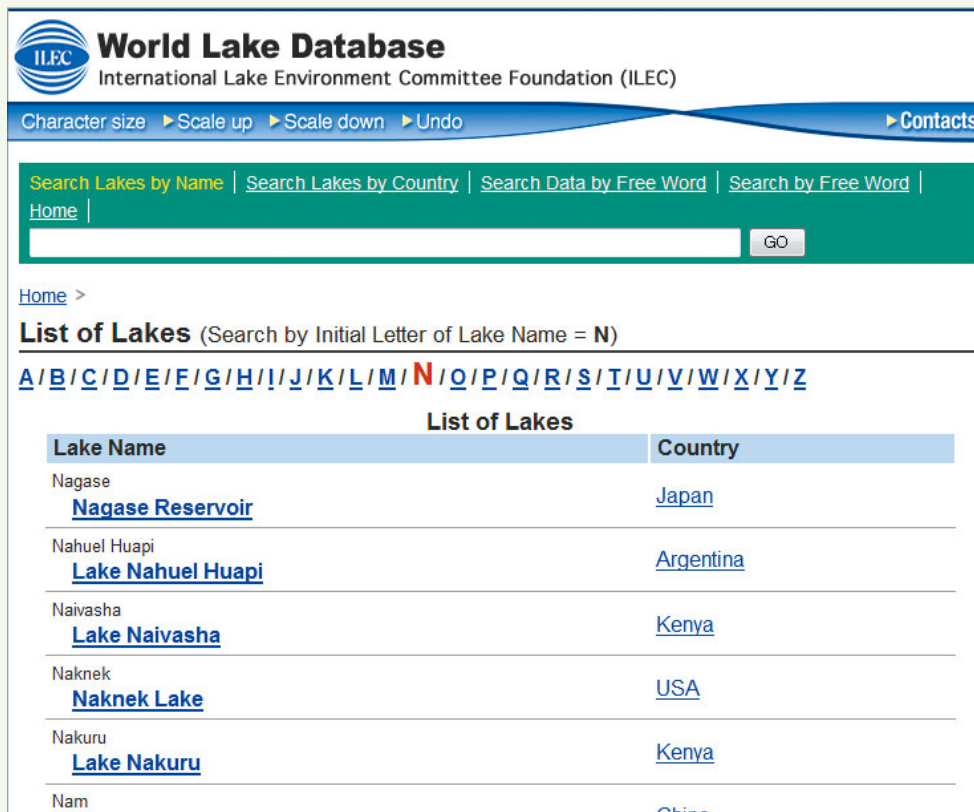 ILEC
World Lake Database
International Lake Environment Committee Foundation (ILEC)
Character size Scale up Scale down Undo Contacts
Search Lakes by Name | Search Lakes by Country | Search Data by Free Word | Search by Free Word |
Home |
GO
Home >
List of Lakes (Search by Initial Letter of Lake Name = N)
A / B / C / D / E / F / G / H / I / J / K / L / M / N / O / P / Q / R / S / T / U / V / W / X / Y / Z
List of Lakes
Lake Name Country
Nagase
Nagase Reservoir Japan
Nahuel Huapi
Lake Nahuel Huapi Argentina
Naivasha
Lake Naivasha Kenya
Naknek
Naknek Lake USA
Nakuru
Lake Nakuru Kenya
Nam